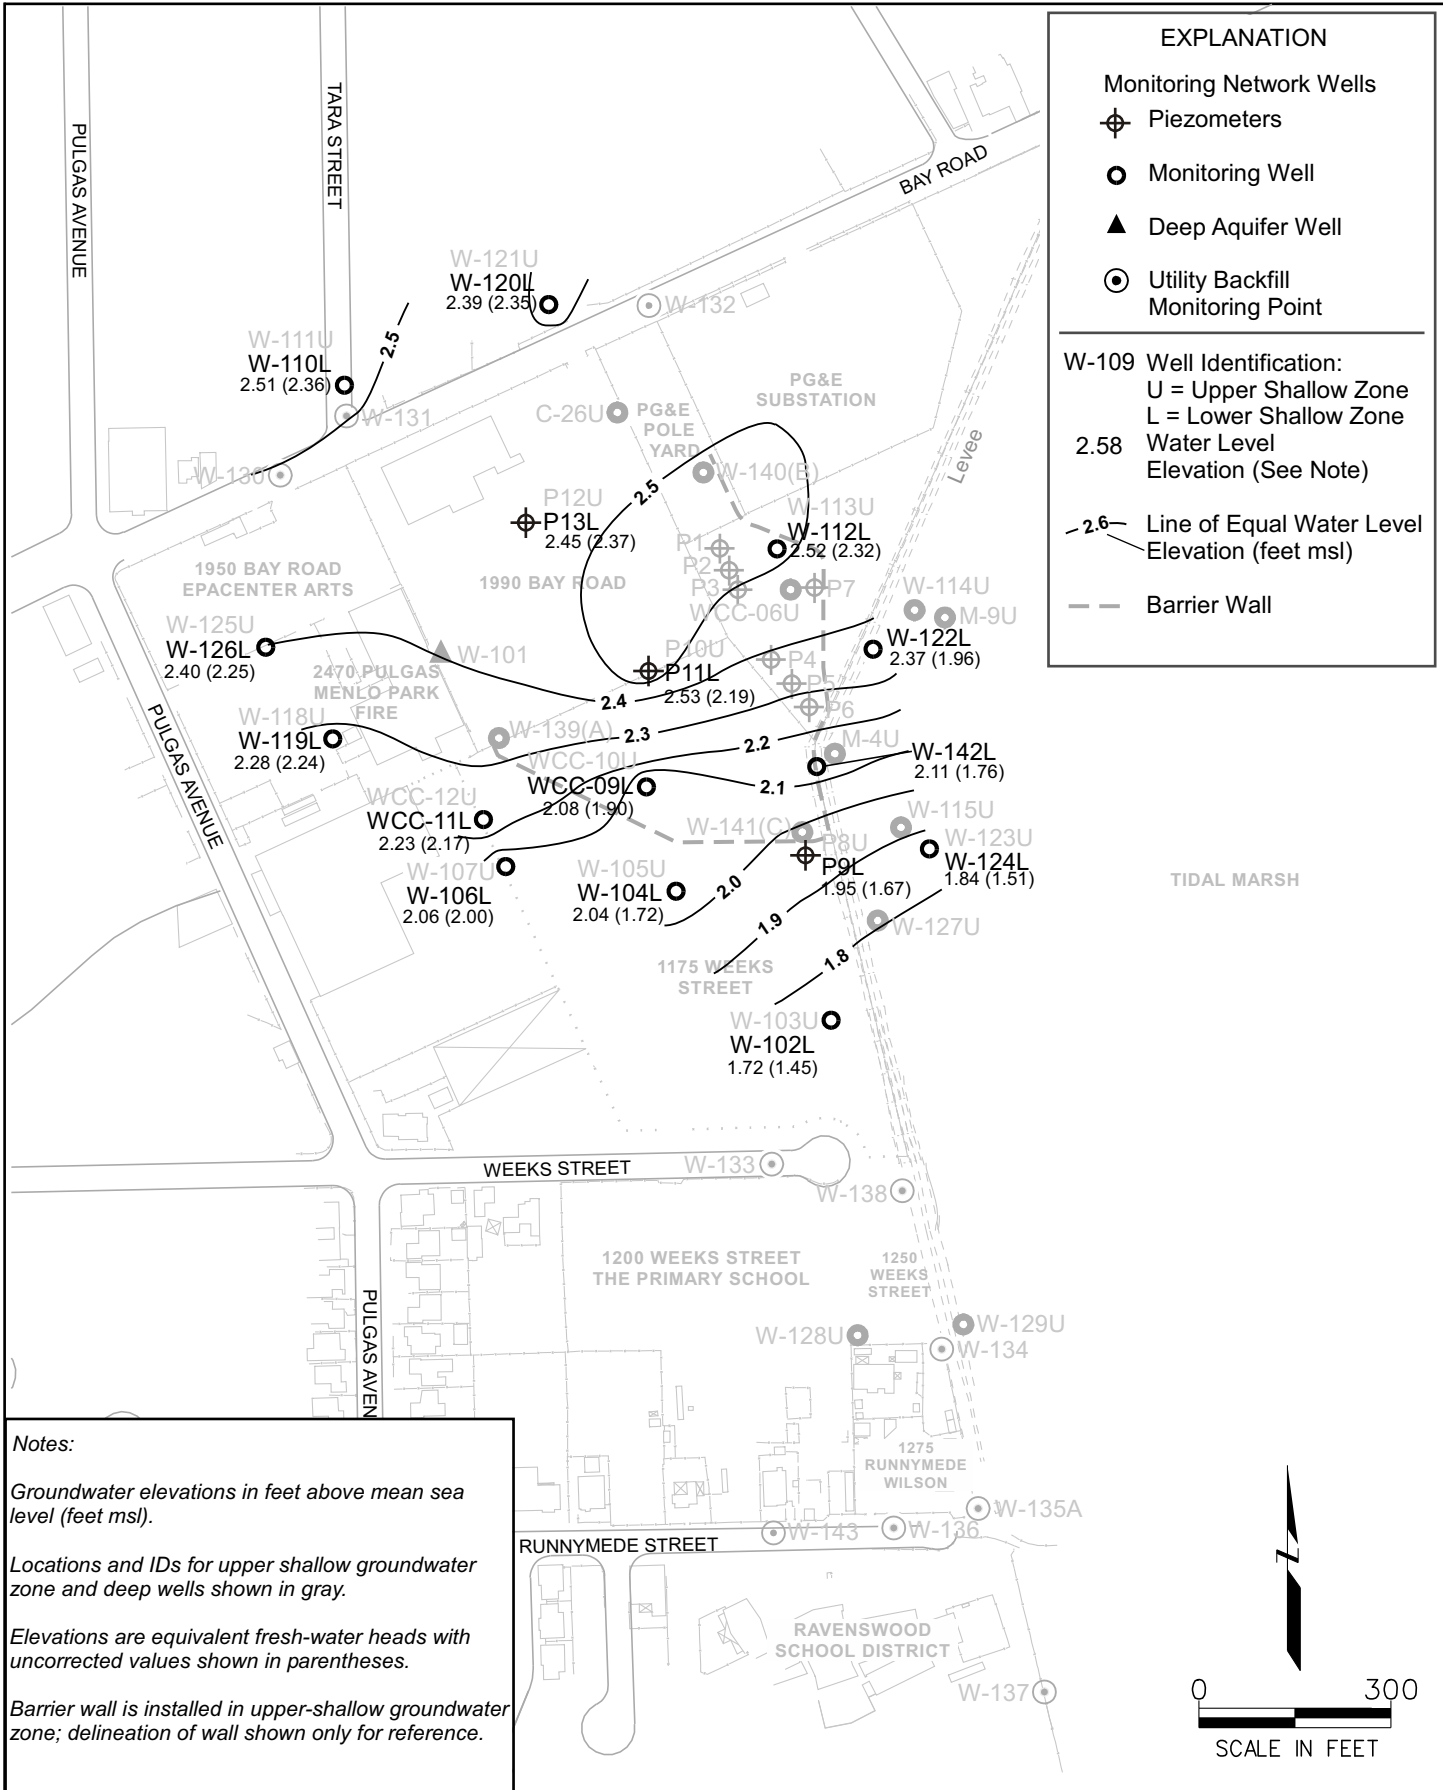 EXPLANATION
Monitoring Network Wells
Piezometers
Monitoring Well
Deep Aquifer Well
Utility Backfill
Monitoring Point
W-109 Well Identification:
U = Upper Shallow Zone
L = Lower Shallow Zone
2.58 Water Level
Elevation (See Note)
2.6 Line of Equal Water Level
Elevation (feet msl)
Barrier Wall
PULGAS AVENUE
TARA STREET
BAY ROAD
W-121U
W-120L
2.39 (2.35)
W-132
W-111U
W-110L
2.51 (2.36)
2.5
W-131
W-130
C-26U
PG&E
POLE
YARD
PG&E
SUBSTATION
Levee
W-140(B)
2.5
P12U
P13L
2.45 (2.37)
W-113U
W-112L
2.52 (2.32)
P1
P2
P3
P7
WCC-06U
W-114U
M-9U
1950 BAY ROAD
EPACENTER ARTS
1990 BAY ROAD
W-125U
W-126L
2.40 (2.25)
W-101
2470 PULGAS
MENLO PARK
FIRE
P10U
P11L
2.53 (2.19)
P4
P5
P6
W-122L
2.37 (1.96)
2.4
2.3
2.2
2.1
W-118U
W-119L
2.28 (2.24)
W-139(A)
M-4U
W-142L
2.11 (1.76)
WCC-10U
WCC-09L
2.08 (1.90)
WCC-12U
WCC-11L
2.23 (2.17)
PULGAS AVENUE
W-107U
W-106L
2.06 (2.00)
W-105U
W-104L
2.04 (1.72)
W-141(C)
P8U
P9L
1.95 (1.67)
W-115U
W-123U
W-124L
1.84 (1.51)
2.0
1.9
1.8
W-127U
TIDAL MARSH
1175 WEEKS
STREET
W-103U
W-102L
1.72 (1.45)
WEEKS STREET
W-133
W-138
1200 WEEKS STREET
THE PRIMARY SCHOOL
1250
WEEKS
STREET
PULGAS AVEN
W-128U
W-129U
W-134
1275
RUNNYMEDE
WILSON
W-135A
W-143
W-136
RUNNYMEDE STREET
RAVENSWOOD
SCHOOL DISTRICT
W-137
Notes:
Groundwater elevations in feet above mean sea
level (feet msl).
Locations and IDs for upper shallow groundwater
zone and deep wells shown in gray.
Elevations are equivalent fresh-water heads with
uncorrected values shown in parentheses.
Barrier wall is installed in upper-shallow groundwater
zone; delineation of wall shown only for reference.
Z
0 300
SCALE IN FEET